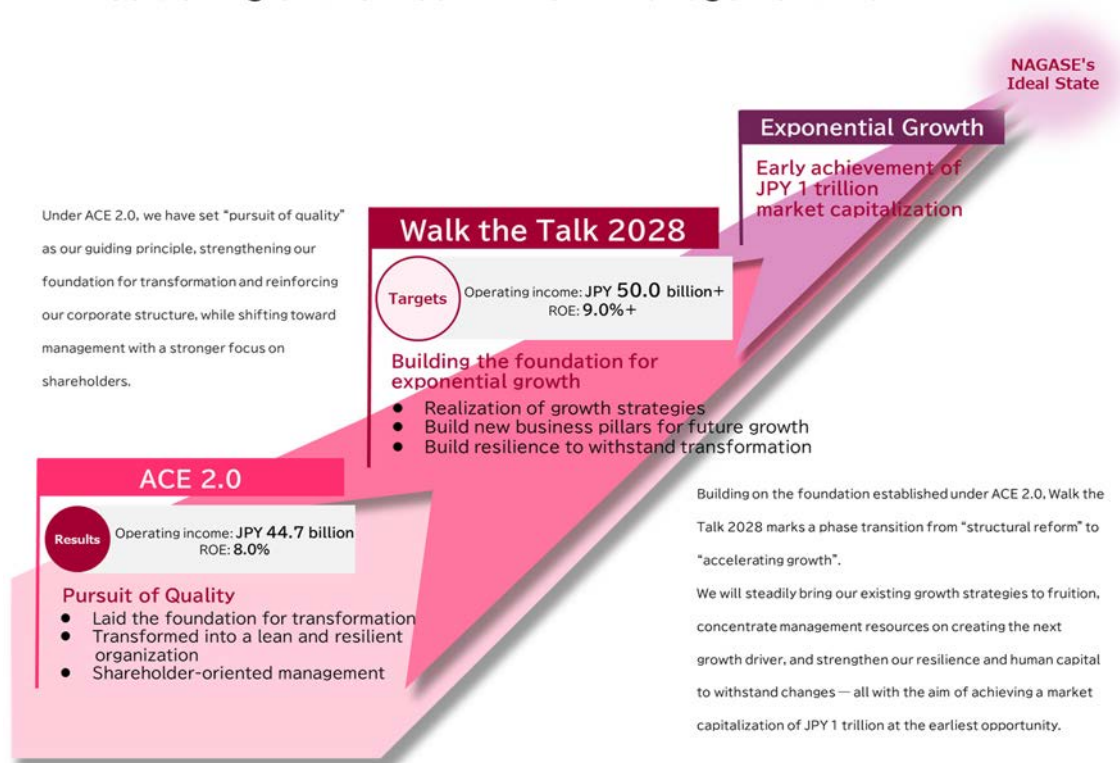 NAGASE's
Ideal State
Exponential Growth
Early achievement of
JPY 1 trillion
market capitalization
Under ACE 2.0, we have set “pursuit of quality”
as our guiding principle, strengthening our
foundation for transformation and reinforcing
our corporate structure, while shifting toward
management with a stronger focus on
shareholders.
Walk the Talk 2028
Targets
Operating income: JPY 50.0 billion+
ROE: 9.0%+
Building the foundation for
exponential growth
● Realization of growth strategies
● Build new business pillars for future growth
● Build resilience to withstand transformation
ACE 2.0
Results
Operating income: JPY 44.7 billion
ROE: 8.0%
Pursuit of Quality
● Laid the foundation for transformation
● Transformed into a lean and resilient
organization
● Shareholder-oriented management
Building on the foundation established under ACE 2.0, Walk the
Talk 2028 marks a phase transition from “structural reform” to
“accelerating growth”.
We will steadily bring our existing growth strategies to fruition,
concentrate management resources on creating the next
growth driver, and strengthen our resilience and human capital
to withstand changes — all with the aim of achieving a market
capitalization of JPY 1 trillion at the earliest opportunity.